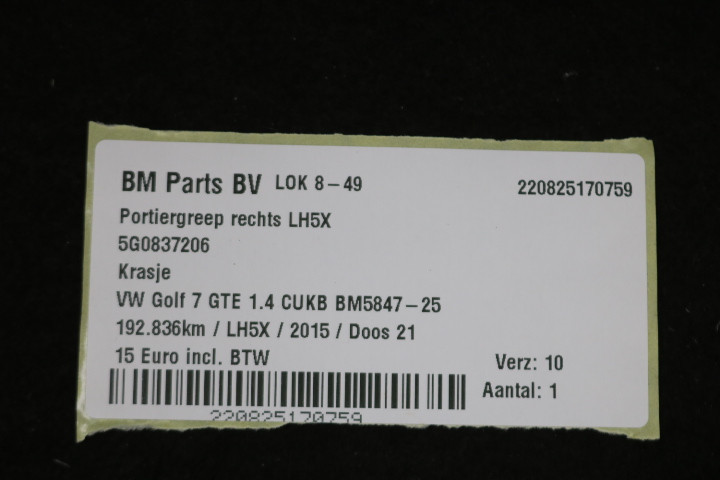 BM Parts BV LOK 8-49 220825170759
Portiergreep rechts LH5X
5G0837206
Krasje
VW Golf 7 GTE 1.4 CUKB BM5847-25
192.836km / LH5X / 2015 / Doos 21
15 Euro incl. BTW
Verz: 10
Aantal: 1
220825170759